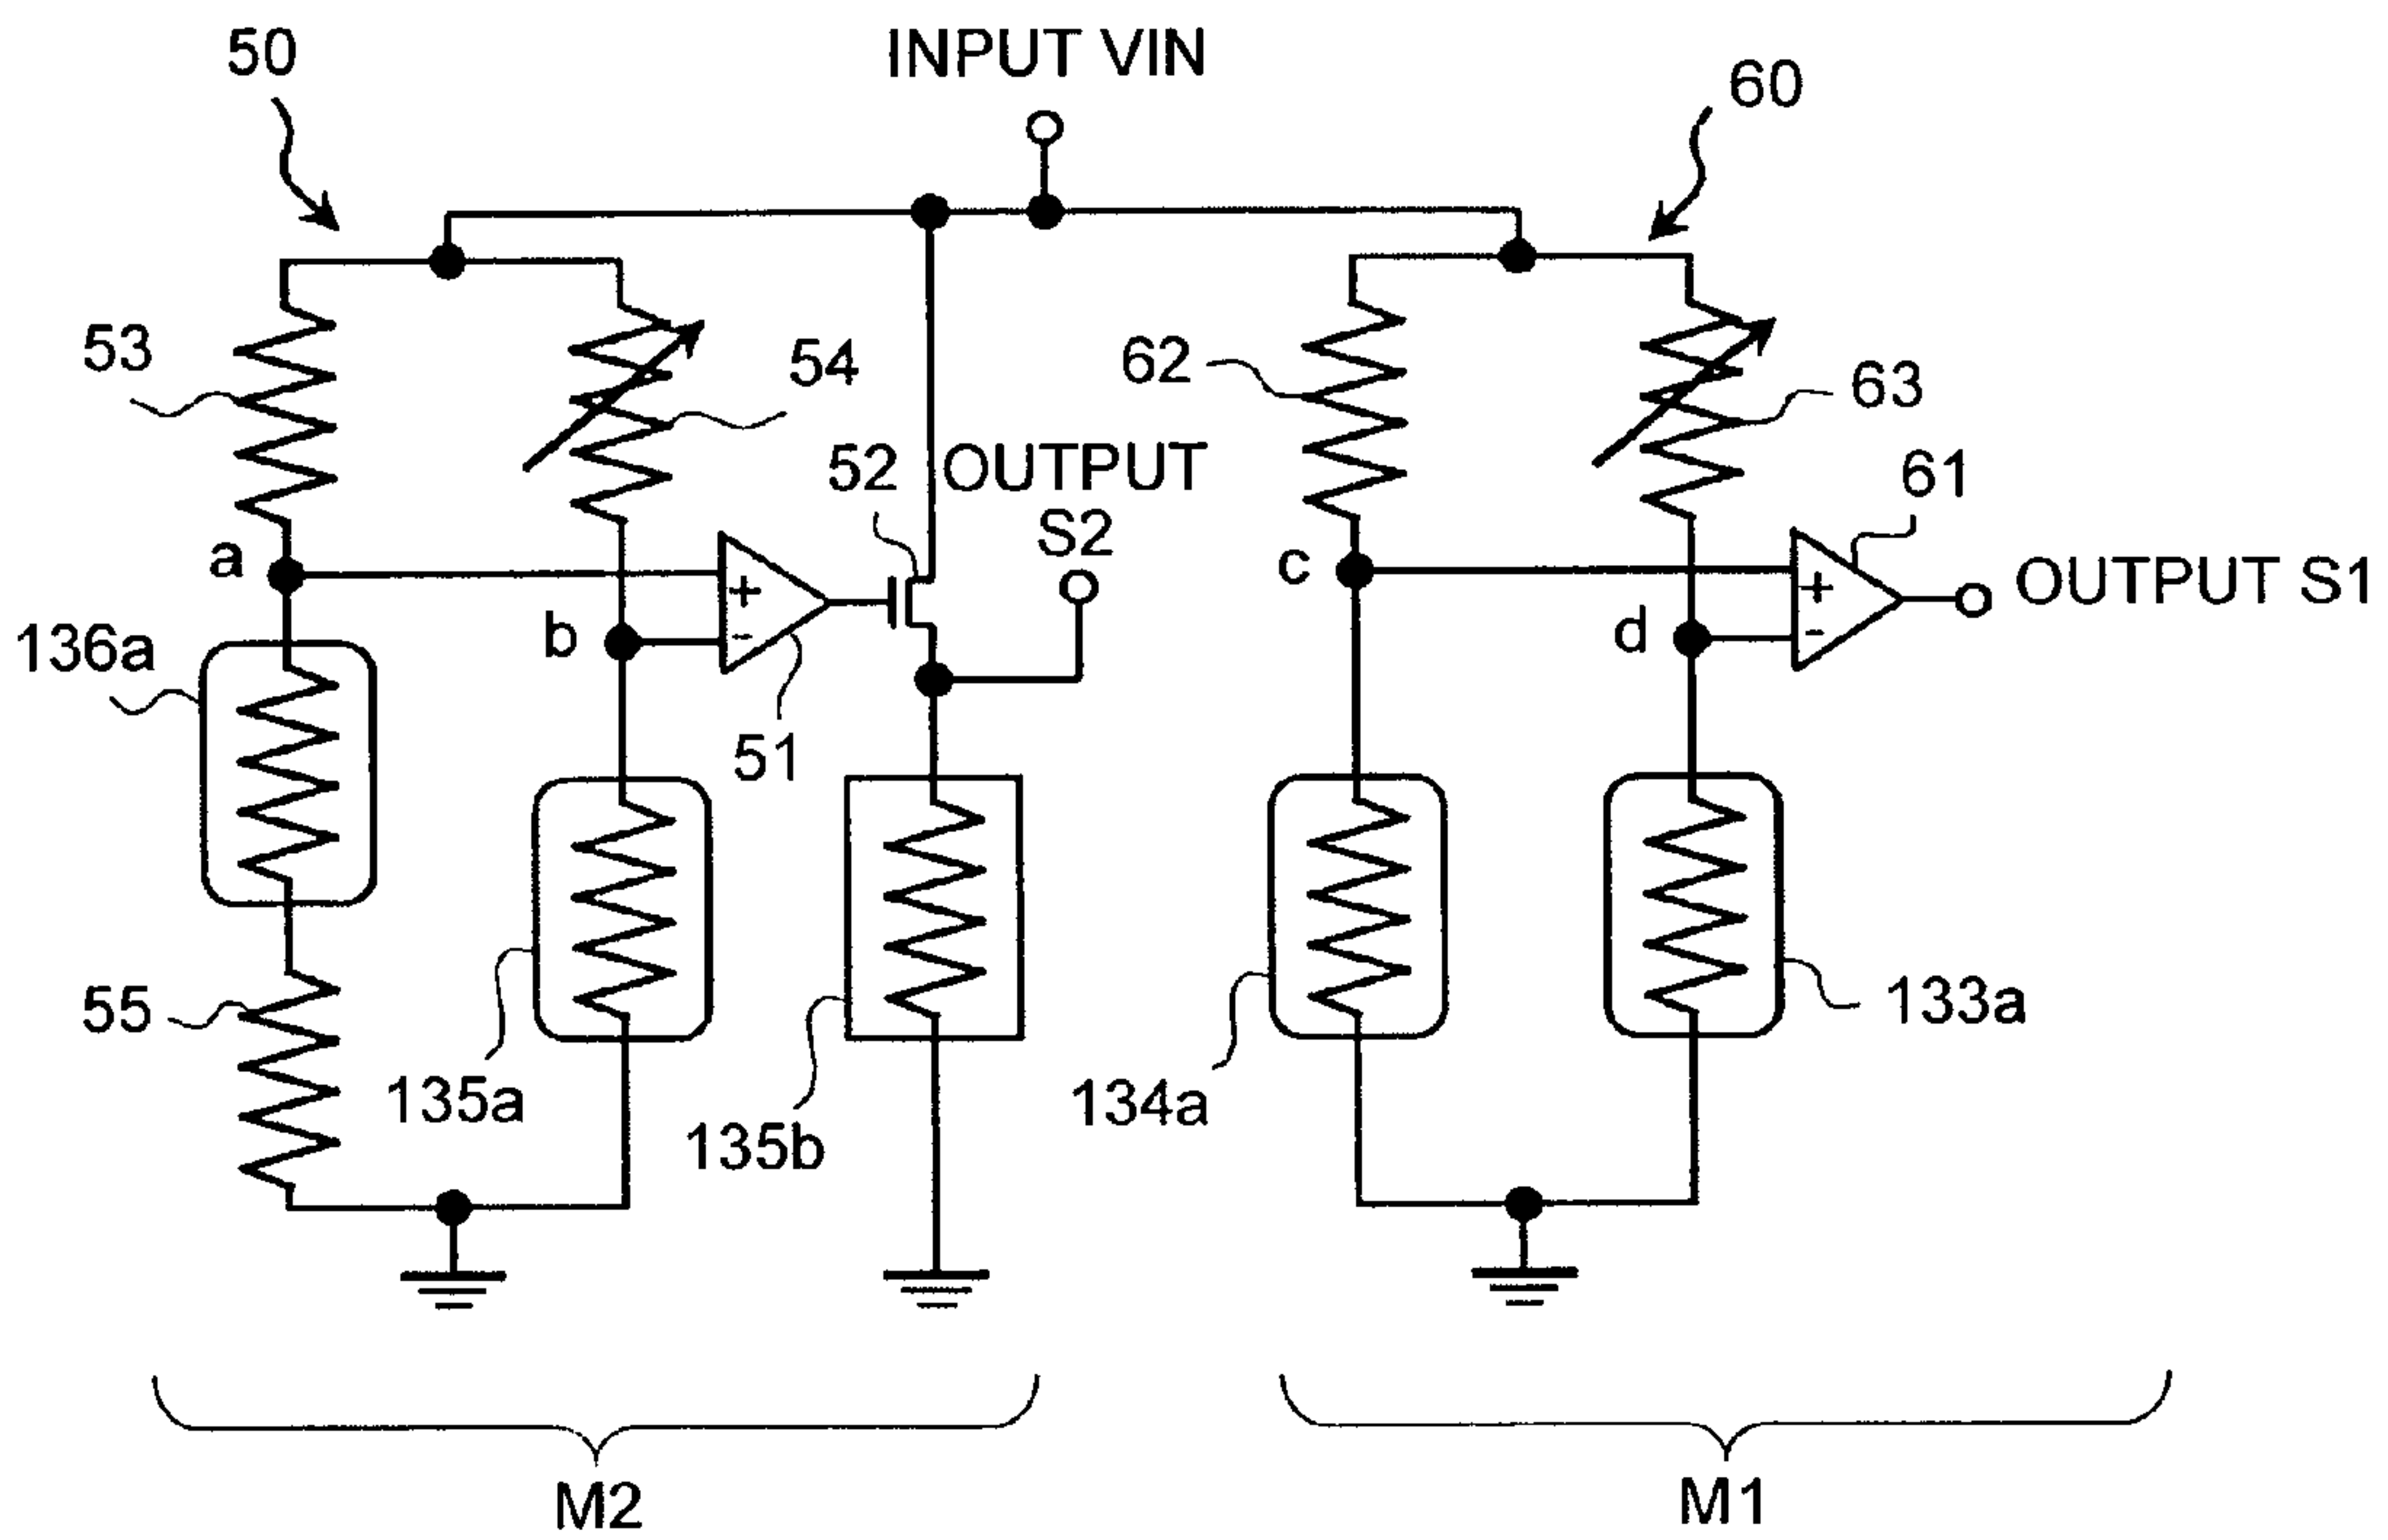 50
INPUT VIN
60
53
54
62
63
52
OUTPUT
S2
61
a
b
+
-
c
d
+
-
OUTPUT S1
136a
51
55
135a
135b
134a
133a
M2
M1